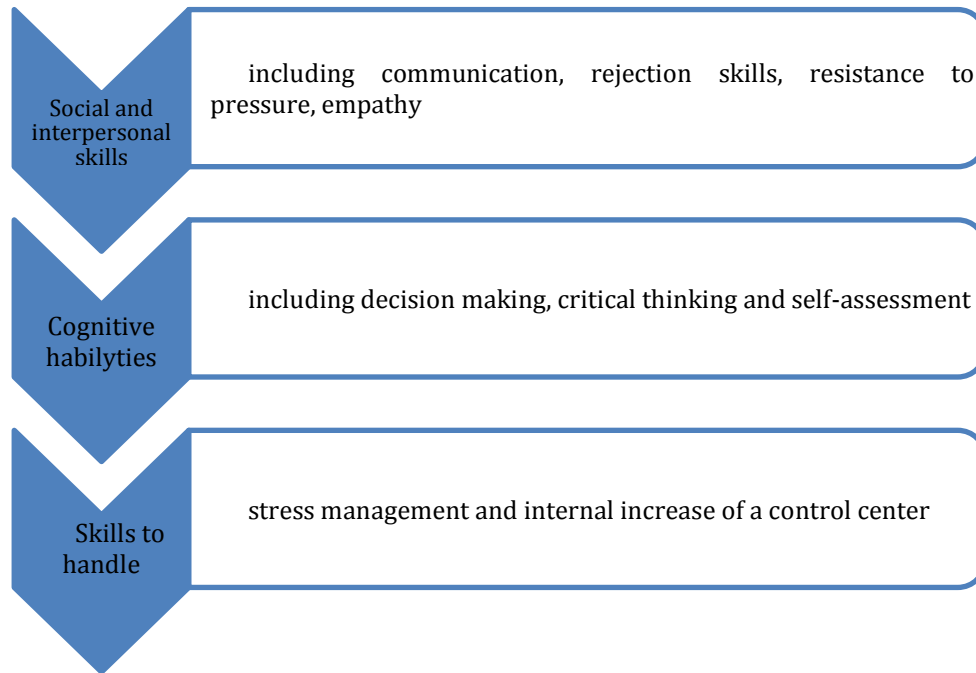 Social and
interpersonal
skills
including communication, rejection skills, resistance to
pressure, empathy
Cognitive
habilyties
including decision making, critical thinking and self-assessment
Skills to
handle
stress management and internal increase of a control center